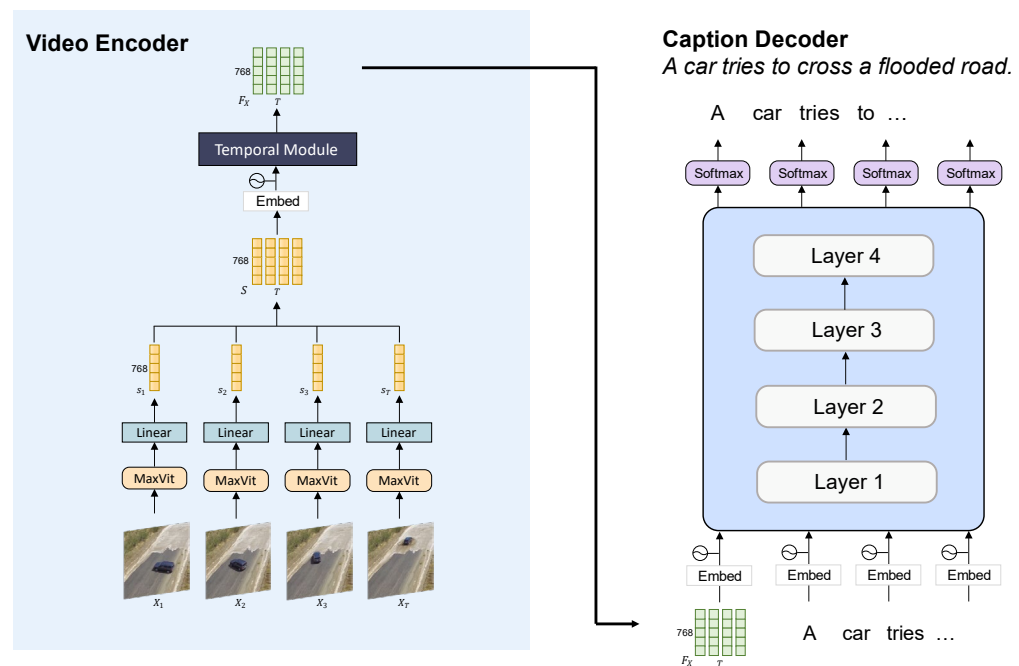 Video Encoder
768
F_X T
Temporal Module
Embed
768
S T
768
s_1 s_2 s_3 s_T
Linear Linear Linear Linear
MaxVit MaxVit MaxVit MaxVit
X_1 X_2 X_3 X_T
Caption Decoder
A car tries to cross a flooded road.
A car tries to ...
Softmax Softmax Softmax Softmax
Layer 4
Layer 3
Layer 2
Layer 1
Embed Embed Embed Embed
768
F_X T
A car tries ...